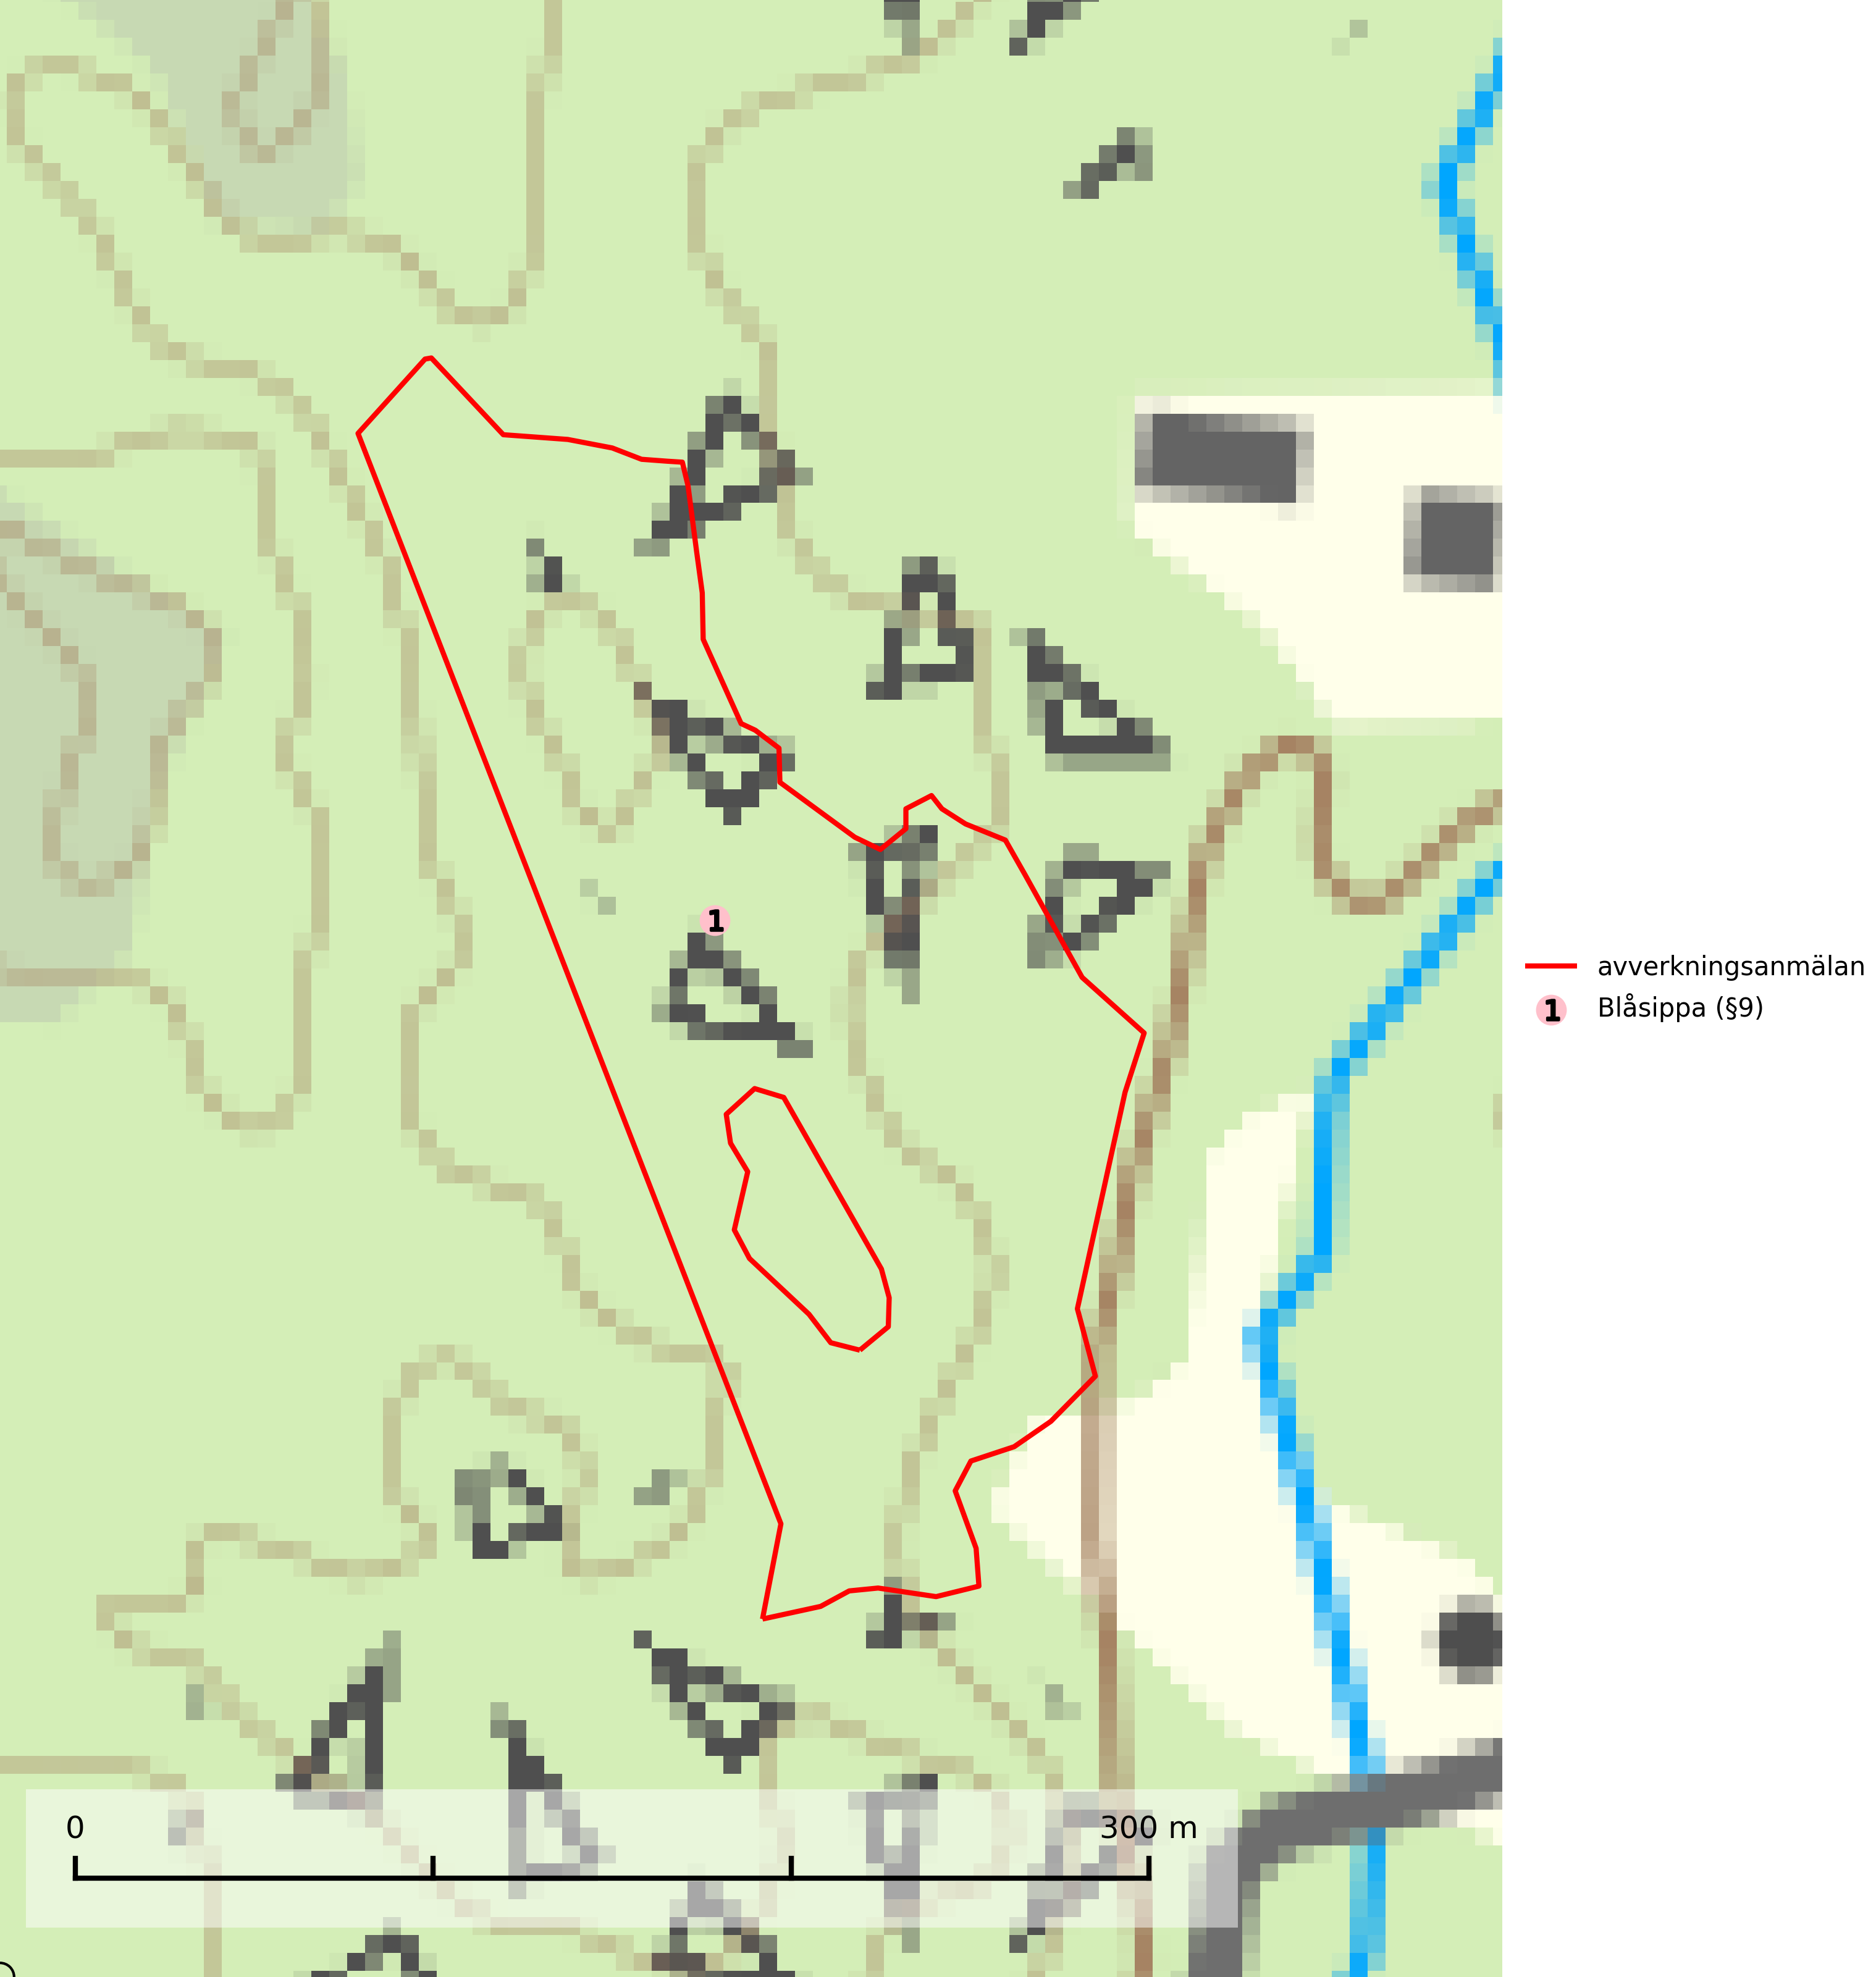 1
avverkningsanmälan
1 Blåsippa (§9)
0 300 m